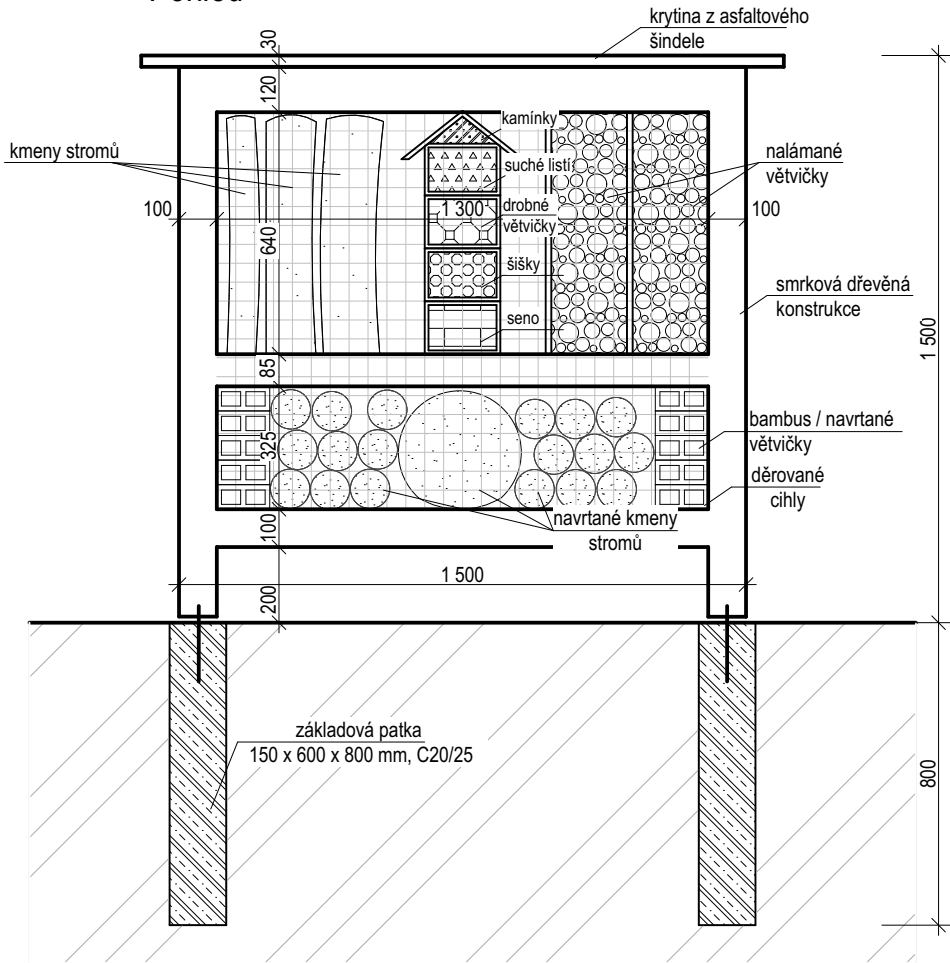 krytina z asfaltového
šindele
30
120
kamínky
kmeny stromů
suché listí
nalámané
větvičky
100
1 300
drobné
větvičky
100
640
šišky
smrková dřevěná
konstrukce
seno
1 500
85
325
bambus / navrtané
větvičky
děrované
cihly
100
navrtané kmeny
stromů
1 500
200
základová patka
150 x 600 x 800 mm, C20/25
800